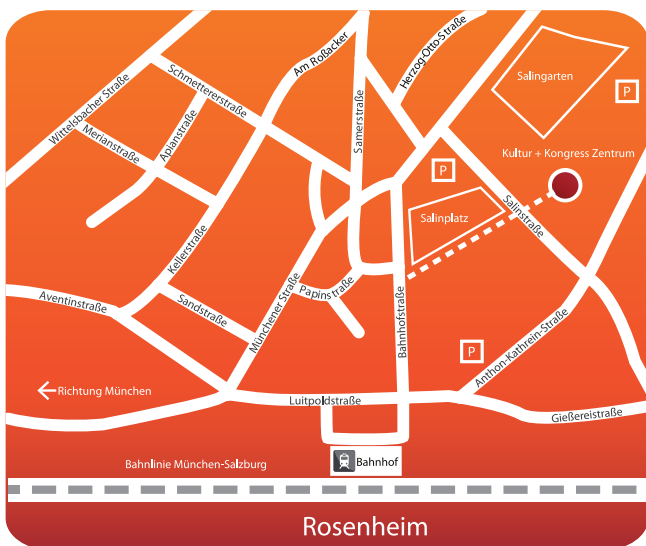 Herzog-Otto-Straße
Am Roßacker
Salingarten
Schmettererstraße
Wittelsbacher Straße
P
Samerstraße
Apianstraße
Merianstraße
Kultur + Kongress Zentrum
P
Salinstraße
Salinplatz
Kellerstraße
Papinstraße
Aventinstraße
Sandstraße
Münchener Straße
Bahnhofstraße
P
Anthon-Kathrein-Straße
Richtung München
Luitpoldstraße
Gießereistraße
Bahnlinie München-Salzburg
Bahnhof
Rosenheim